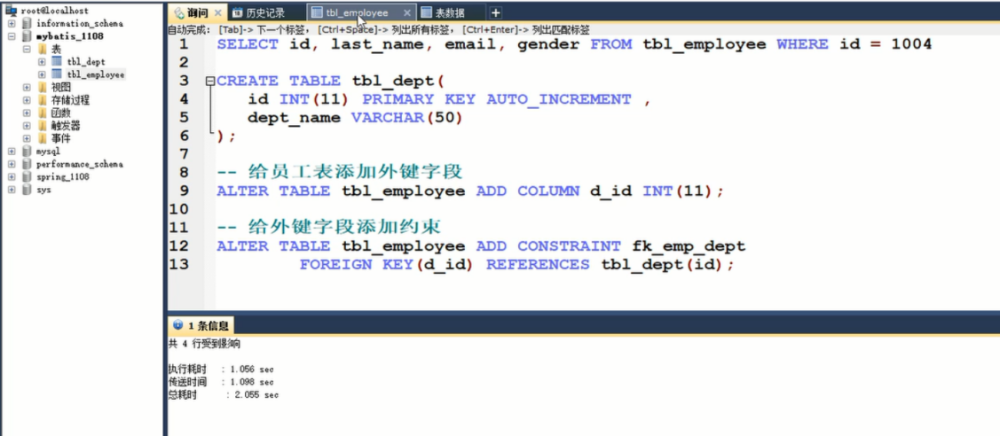 root@localhost
information_schema
mybatis_1108
表
tbl_dept
tbl_employee
视图
存储过程
函数
触发器
事件
mysql
performance_schema
spring_1108
sys
询问 历史记录 tbl_employee 表数据
自动完成: [Tab]-> 下一个标签, [Ctrl+Space]-> 列出所有标签, [Ctrl+Enter]-> 列出匹配标签
1 SELECT id, last_name, email, gender FROM tbl_employee WHERE id = 1004
2
3 CREATE TABLE tbl_dept(
4 id INT(11) PRIMARY KEY AUTO_INCREMENT ,
5 dept_name VARCHAR(50)
6 );
7
8 -- 给员工表添加外键字段
9 ALTER TABLE tbl_employee ADD COLUMN d_id INT(11);
10
11 -- 给外键字段添加约束
12 ALTER TABLE tbl_employee ADD CONSTRAINT fk_emp_dept
13 FOREIGN KEY(d_id) REFERENCES tbl_dept(id);
1 条信息
共 4 行受到影响
执行耗时 : 1.056 sec
传送时间 : 1.098 sec
总耗时 : 2.055 sec